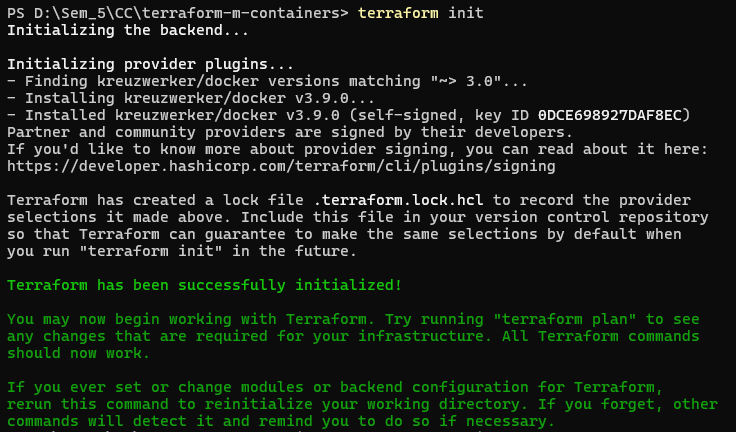 PS D:\Sem_5\CC\terraform-m-containers> terraform init
Initializing the backend...
Initializing provider plugins...
- Finding kreuzwerker/docker versions matching "~> 3.0"...
- Installing kreuzwerker/docker v3.9.0...
- Installed kreuzwerker/docker v3.9.0 (self-signed, key ID 0DCE698927DAF8EC)
Partner and community providers are signed by their developers.
If you'd like to know more about provider signing, you can read about it here:
https://developer.hashicorp.com/terraform/cli/plugins/signing
Terraform has created a lock file .terraform.lock.hcl to record the provider
selections it made above. Include this file in your version control repository
so that Terraform can guarantee to make the same selections by default when
you run "terraform init" in the future.
Terraform has been successfully initialized!
You may now begin working with Terraform. Try running "terraform plan" to see
any changes that are required for your infrastructure. All Terraform commands
should now work.
If you ever set or change modules or backend configuration for Terraform,
rerun this command to reinitialize your working directory. If you forget, other
commands will detect it and remind you to do so if necessary.